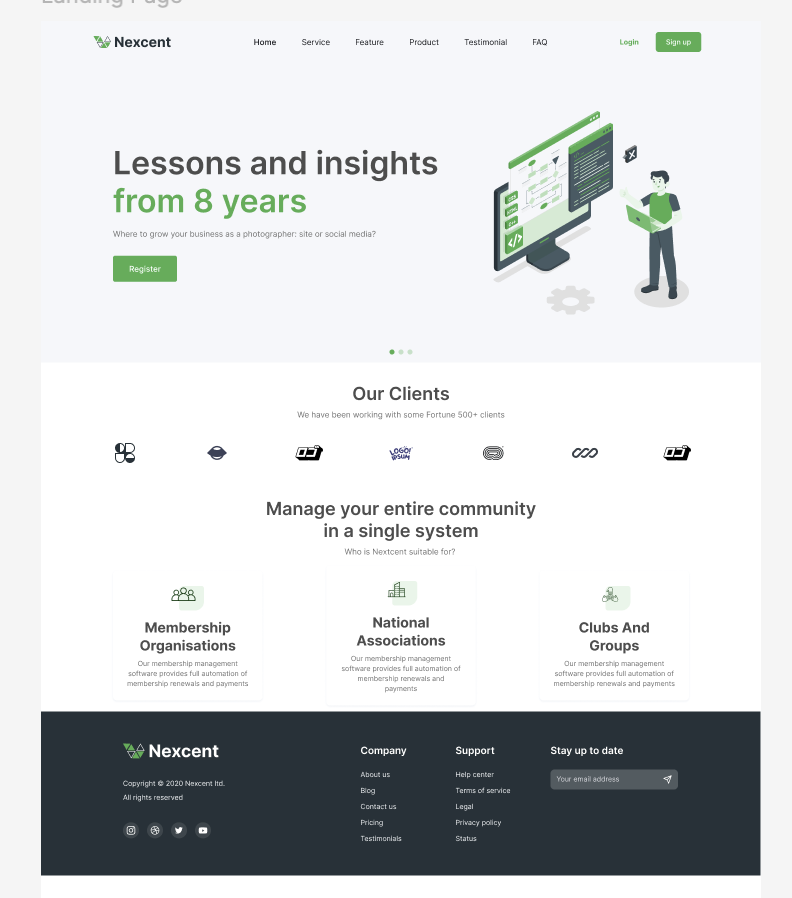 Landing Page
Nexcent
Home Service Feature Product Testimonial FAQ
Login
Sign up
Lessons and insights
from 8 years
Where to grow your business as a photographer: site or social media?
Register
Our Clients
We have been working with some Fortune 500+ clients
LOGO!
IPSUM
Manage your entire community
in a single system
Who is Nextcent suitable for?
Membership
Organisations
Our membership management
software provides full automation of
membership renewals and payments
National
Associations
Our membership management
software provides full automation of
membership renewals and
payments
Clubs And
Groups
Our membership management
software provides full automation of
membership renewals and payments
Nexcent
Copyright © 2020 Nexcent ltd.
All rights reserved
Company
About us
Blog
Contact us
Pricing
Testimonials
Support
Help center
Terms of service
Legal
Privacy policy
Status
Stay up to date
Your email address